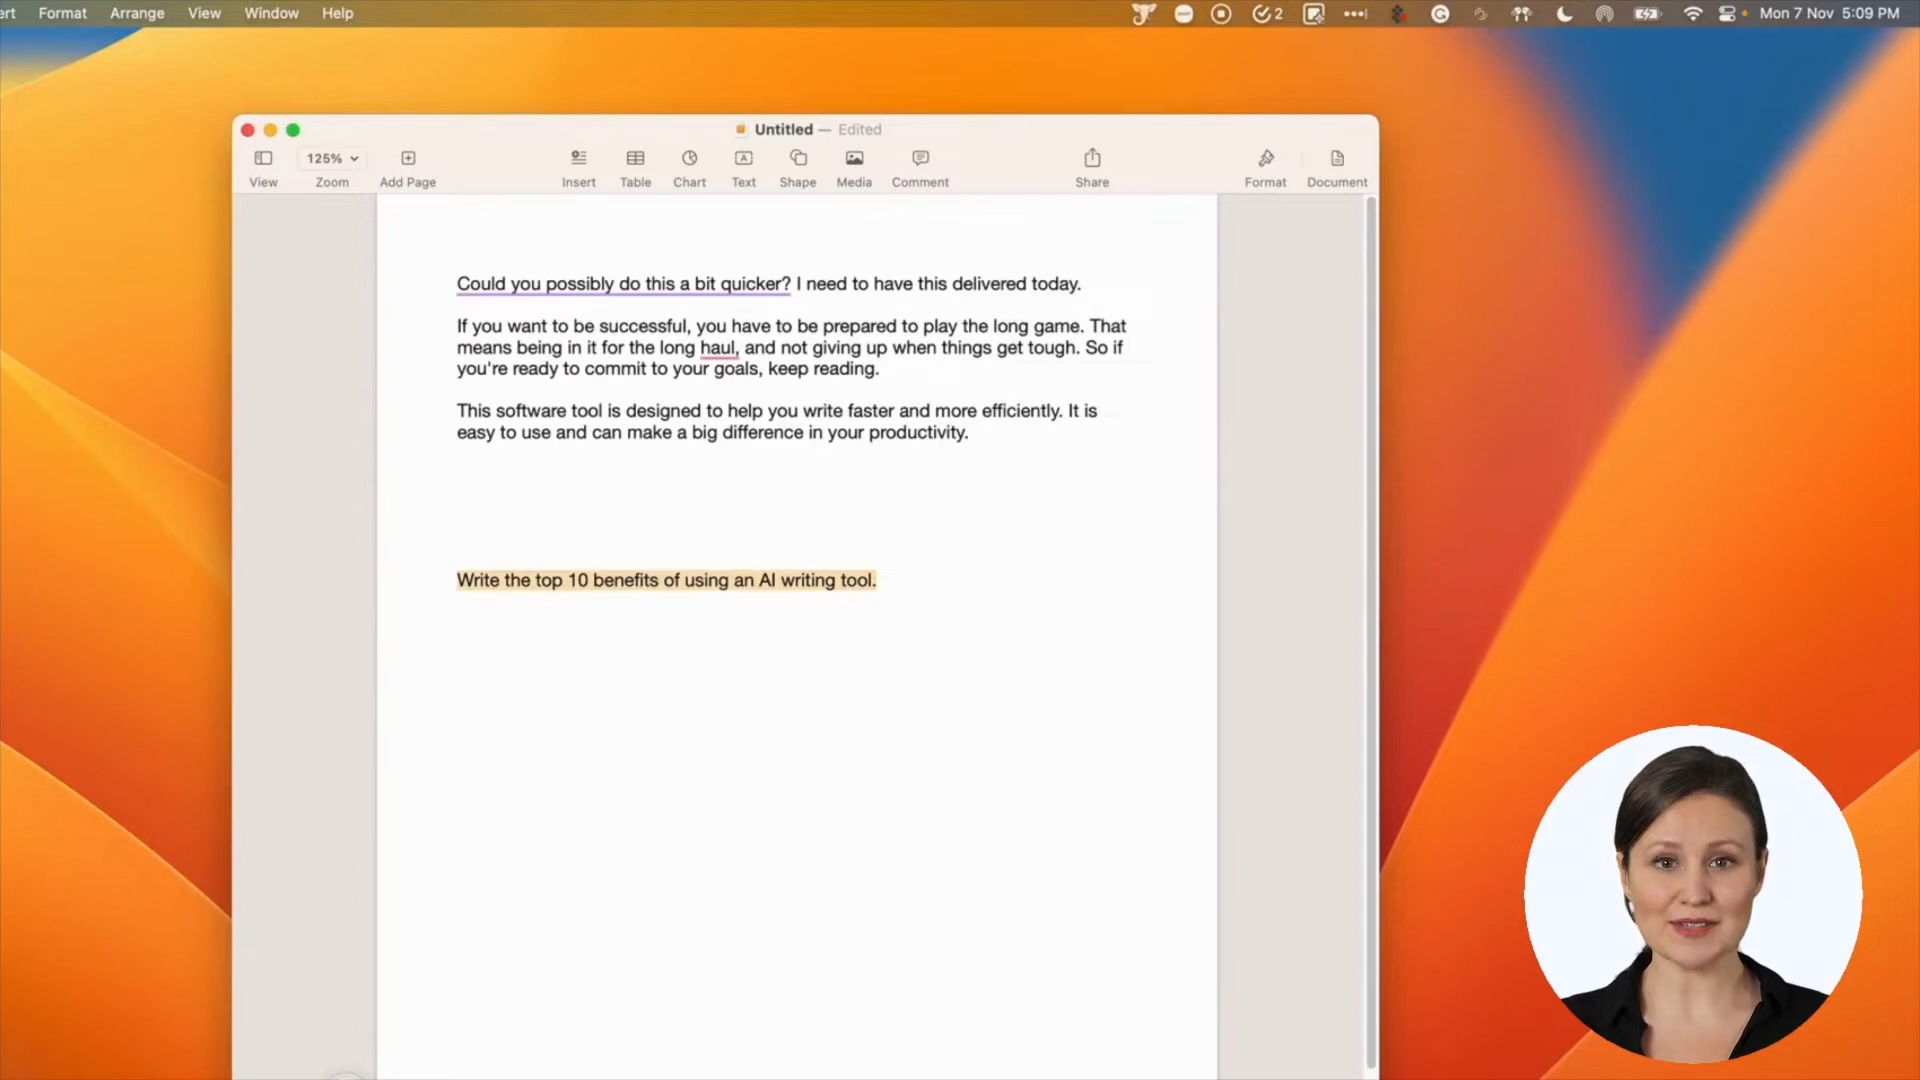 Format Arrange View Window Help 2 Mon 7 Nov 5:09 PM
Untitled — Edited
125%
View Zoom Add Page Insert Table Chart Text Shape Media Comment Share Format Document
Could you possibly do this a bit quicker? I need to have this delivered today.
If you want to be successful, you have to be prepared to play the long game. That
means being in it for the long haul, and not giving up when things get tough. So if
you're ready to commit to your goals, keep reading.
This software tool is designed to help you write faster and more efficiently. It is
easy to use and can make a big difference in your productivity.
Write the top 10 benefits of using an AI writing tool.